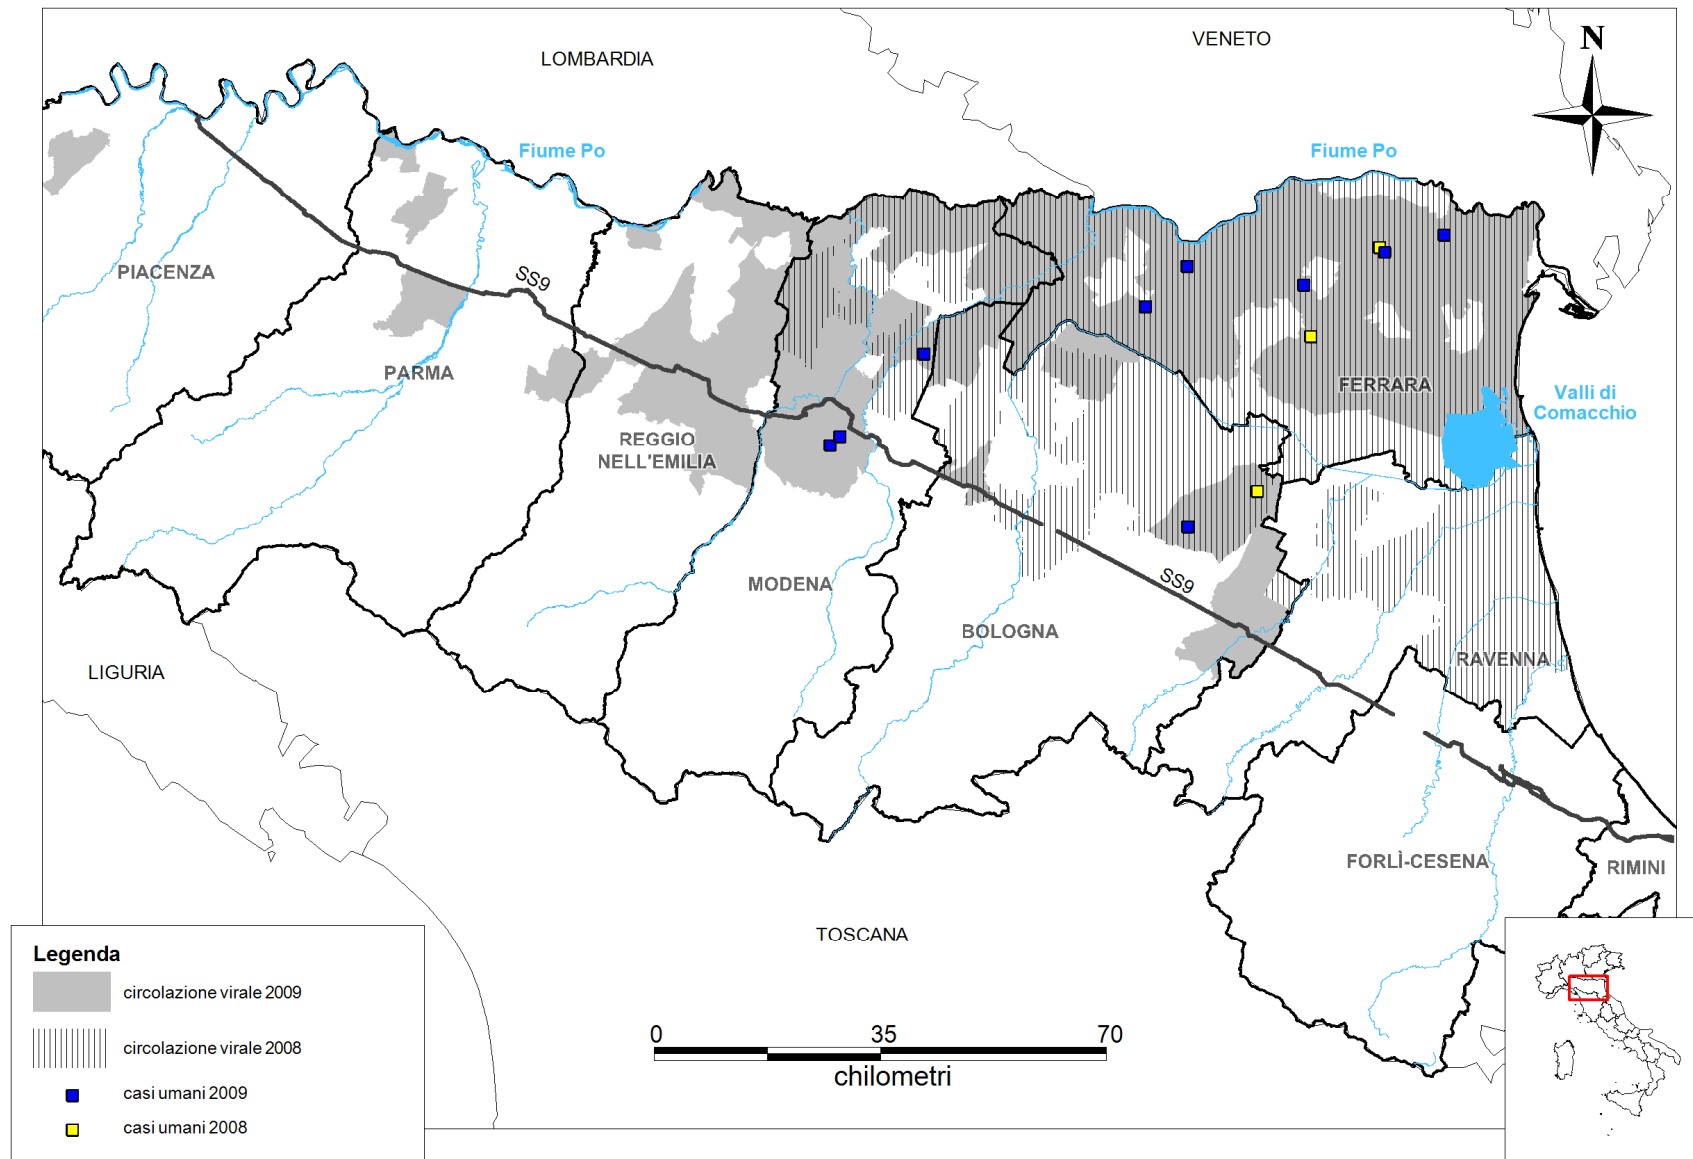 LOMBARDIA
VENETO
N
Fiume Po
Fiume Po
PIACENZA
SS9
PARMA
FERRARA
Valli di
Comacchio
REGGIO
NELL'EMILIA
MODENA
SS9
BOLOGNA
LIGURIA
RAVENNA
FORLÌ-CESENA
RIMINI
TOSCANA
Legenda
circolazione virale 2009
circolazione virale 2008
casi umani 2009
casi umani 2008
0 35 70
chilometri